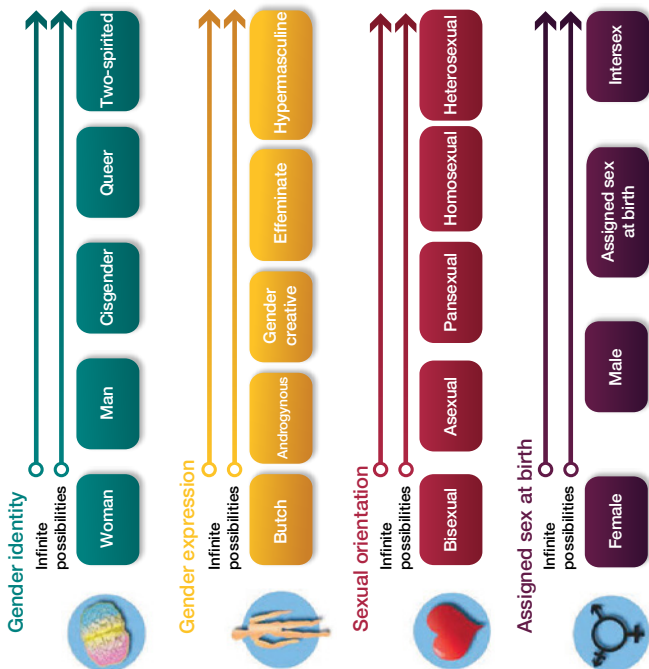 Gender identity
Infinite
possibilities
Woman
Man
Cisgender
Queer
Two-spirited
Gender expression
Infinite
possibilities
Butch
Androgynous
Gender
creative
Effeminate
Hypermasculine
Sexual orientation
Infinite
possibilities
Bisexual
Asexual
Pansexual
Homosexual
Heterosexual
Assigned sex at birth
Infinite
possibilities
Female
Male
Assigned sex
at birth
Intersex